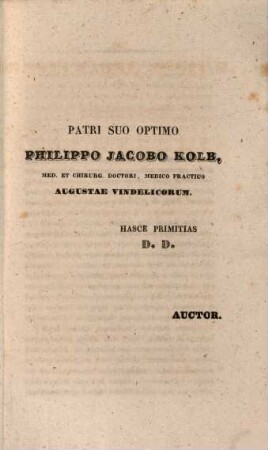 PATRI SUO OPTIMO
PHILIPPO JACOBO KOLB,
MED. ET CHIRURG. DOCTORI, MEDICO PRACTICO
AUGUSTAE VINDELICORUM.
HASCE PRIMITIAS
D. D.
AUCTOR.